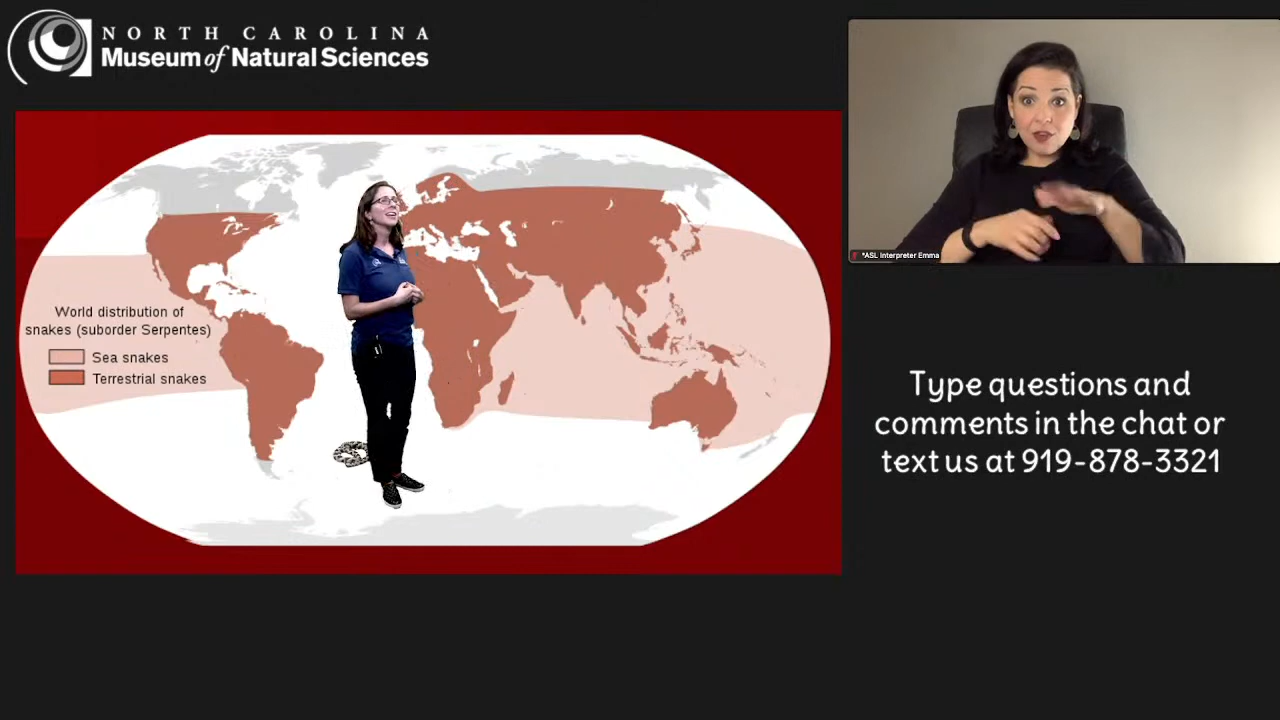 NORTH CAROLINA
Museum of Natural Sciences
World distribution of
snakes (suborder Serpentes)
Sea snakes
Terrestrial snakes
*ASL Interpreter Emma
Type questions and
comments in the chat or
text us at 919-878-3321